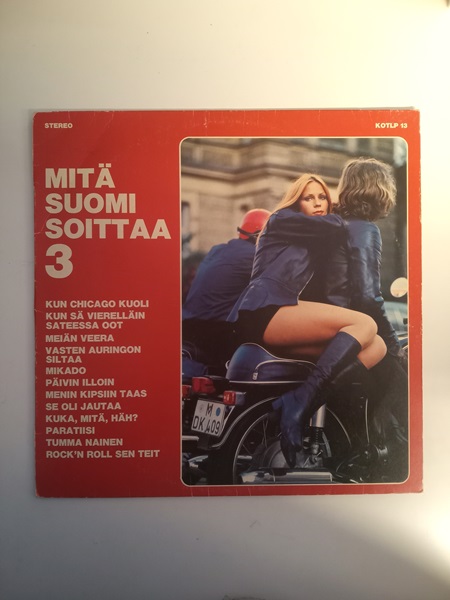 STEREO
KOTLP 13
MITÄ
SUOMI
SOITTAA
3
KUN CHICAGO KUOLI
KUN SÄ VIERELLÄIN
SATEESSA OOT
MEIÄN VEERA
VASTEN AURINGON
SILTAA
MIKADO
PÄIVIN ILLOIN
MENIN KIPSIIN TAAS
SE OLI JAUTAA
KUKA, MITÄ, HÄH?
PARATIISI
TUMMA NAINEN
ROCK'N ROLL SEN TEIT
M
DK 409